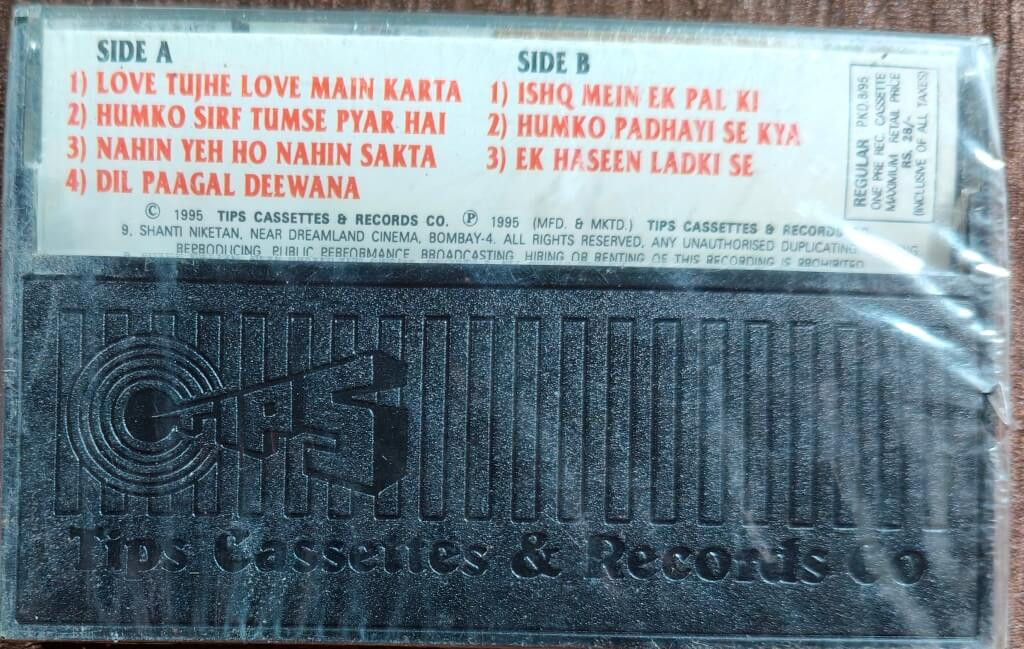 SIDE A
1) LOVE TUJHE LOVE MAIN KARTA
2) HUMKO SIRF TUMSE PYAR HAI
3) NAHIN YEH HO NAHIN SAKTA
4) DIL PAAGAL DEEWANA
SIDE B
1) ISHQ MEIN EK PAL KI
2) HUMKO PADHAYI SE KYA
3) EK HASEEN LADKI SE
REGULAR PKD. 8/95
ONE PRE REC. CASSETTE
MAXIMUM RETAIL PRICE
RS. 28/-
(INCLUSIVE OF ALL TAXES)
© 1995 TIPS CASSETTES & RECORDS CO. ℗ 1995 (MFD. & MKTD.) TIPS CASSETTES & RECORDS CO.
9, SHANTI NIKETAN, NEAR DREAMLAND CINEMA, BOMBAY-4. ALL RIGHTS RESERVED, ANY UNAUTHORISED DUPLICATING,
REPRODUCING, PUBLIC PERFORMANCE, BROADCASTING, HIRING OR RENTING OF THIS RECORDING IS PROHIBITED
TIPS
Tips Cassettes & Records Co